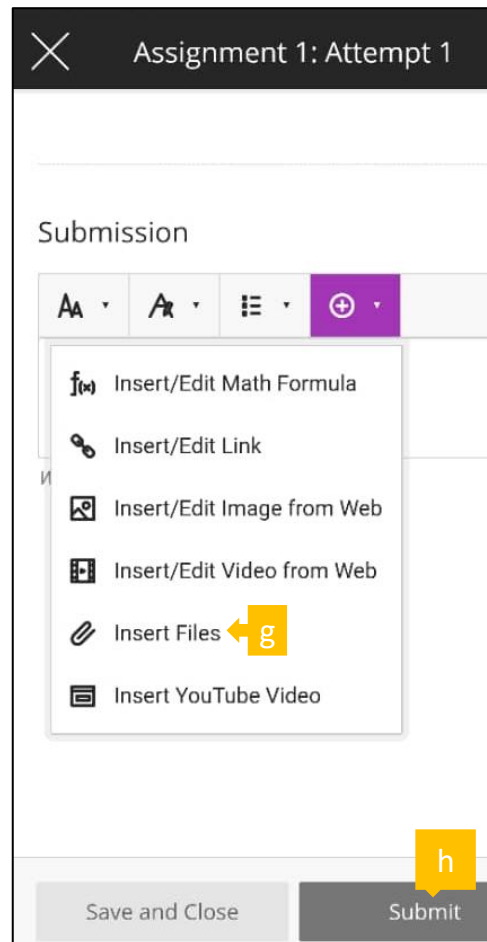 Assignment 1: Attempt 1
Submission
f(x) Insert/Edit Math Formula
Insert/Edit Link
Insert/Edit Image from Web
Insert/Edit Video from Web
Insert Files g
Insert YouTube Video
h
Save and Close Submit